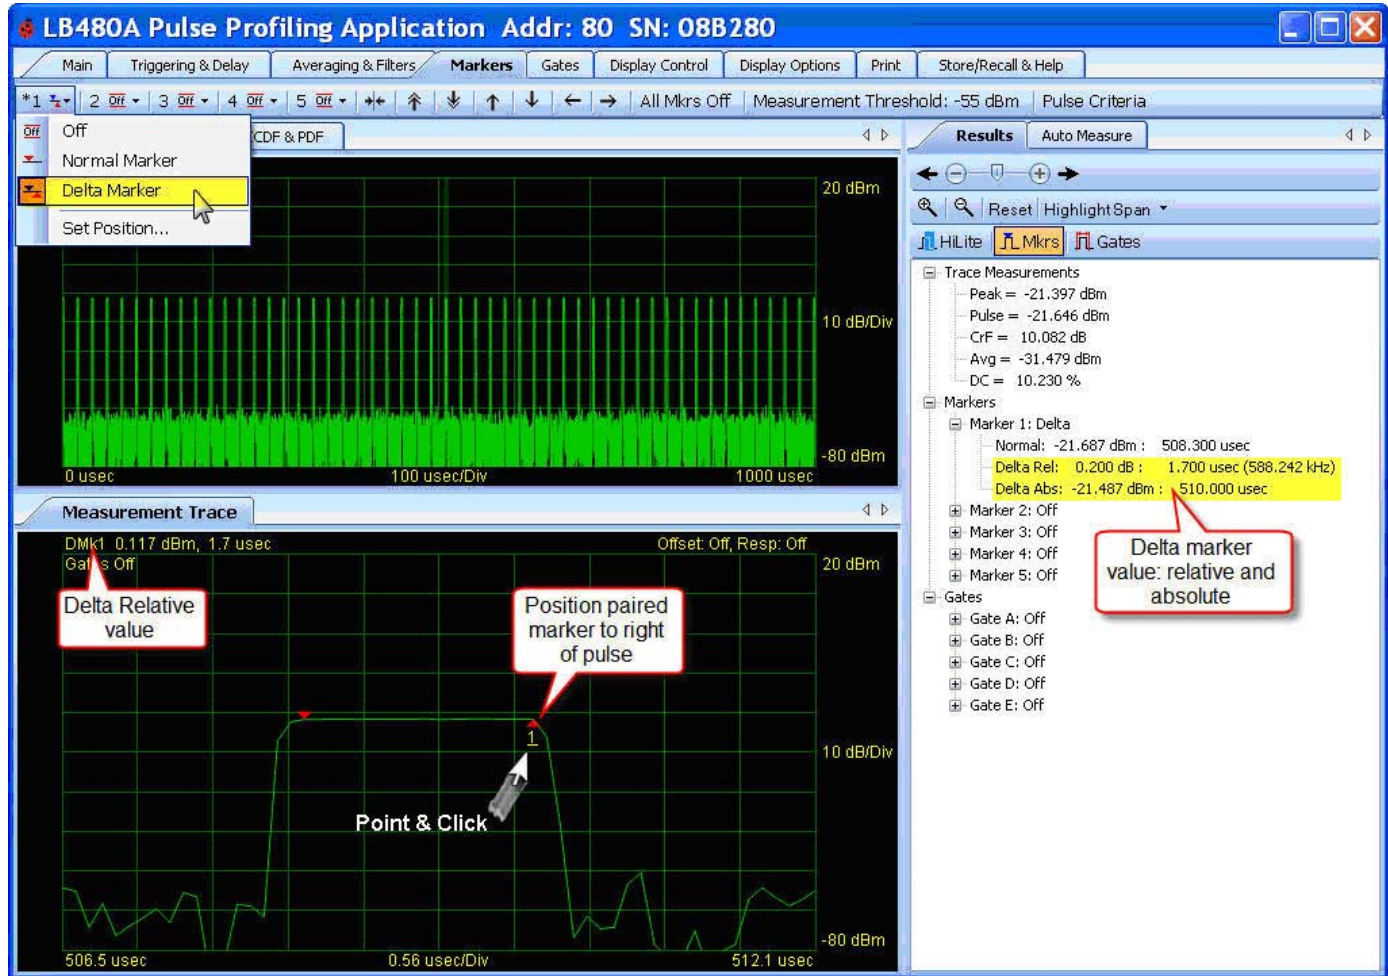 LB480A Pulse Profiling Application Addr: 80 SN: 08B280
Main Triggering & Delay Averaging & Filters Markers Gates Display Control Display Options Print Store/Recall & Help
*1 2 Off 3 Off 4 Off 5 Off All Mkrs Off Measurement Threshold: -55 dBm Pulse Criteria
Off Off
Normal Marker
Delta Marker
Set Position...
CDF & PDF
20 dBm
10 dB/Div
-80 dBm
0 usec 100 usec/Div 1000 usec
Measurement Trace
DMk1 0.117 dBm, 1.7 usec Offset: Off, Resp: Off
Gates Off 20 dBm
Delta Relative
value
Position paired
marker to right
of pulse
1
10 dB/Div
Point & Click
-80 dBm
506.5 usec 0.56 usec/Div 512.1 usec
Results Auto Measure
Reset HighlightSpan
HiLite Mkrs Gates
Trace Measurements
Peak = -21.397 dBm
Pulse = -21.646 dBm
CrF = 10.082 dB
Avg = -31.479 dBm
DC = 10.230 %
Markers
Marker 1: Delta
Normal: -21.687 dBm : 508.300 usec
Delta Rel: 0.200 dB : 1.700 usec (588.242 kHz)
Delta Abs: -21.487 dBm : 510.000 usec
Marker 2: Off
Marker 3: Off
Marker 4: Off
Marker 5: Off
Delta marker
value: relative and
absolute
Gates
Gate A: Off
Gate B: Off
Gate C: Off
Gate D: Off
Gate E: Off